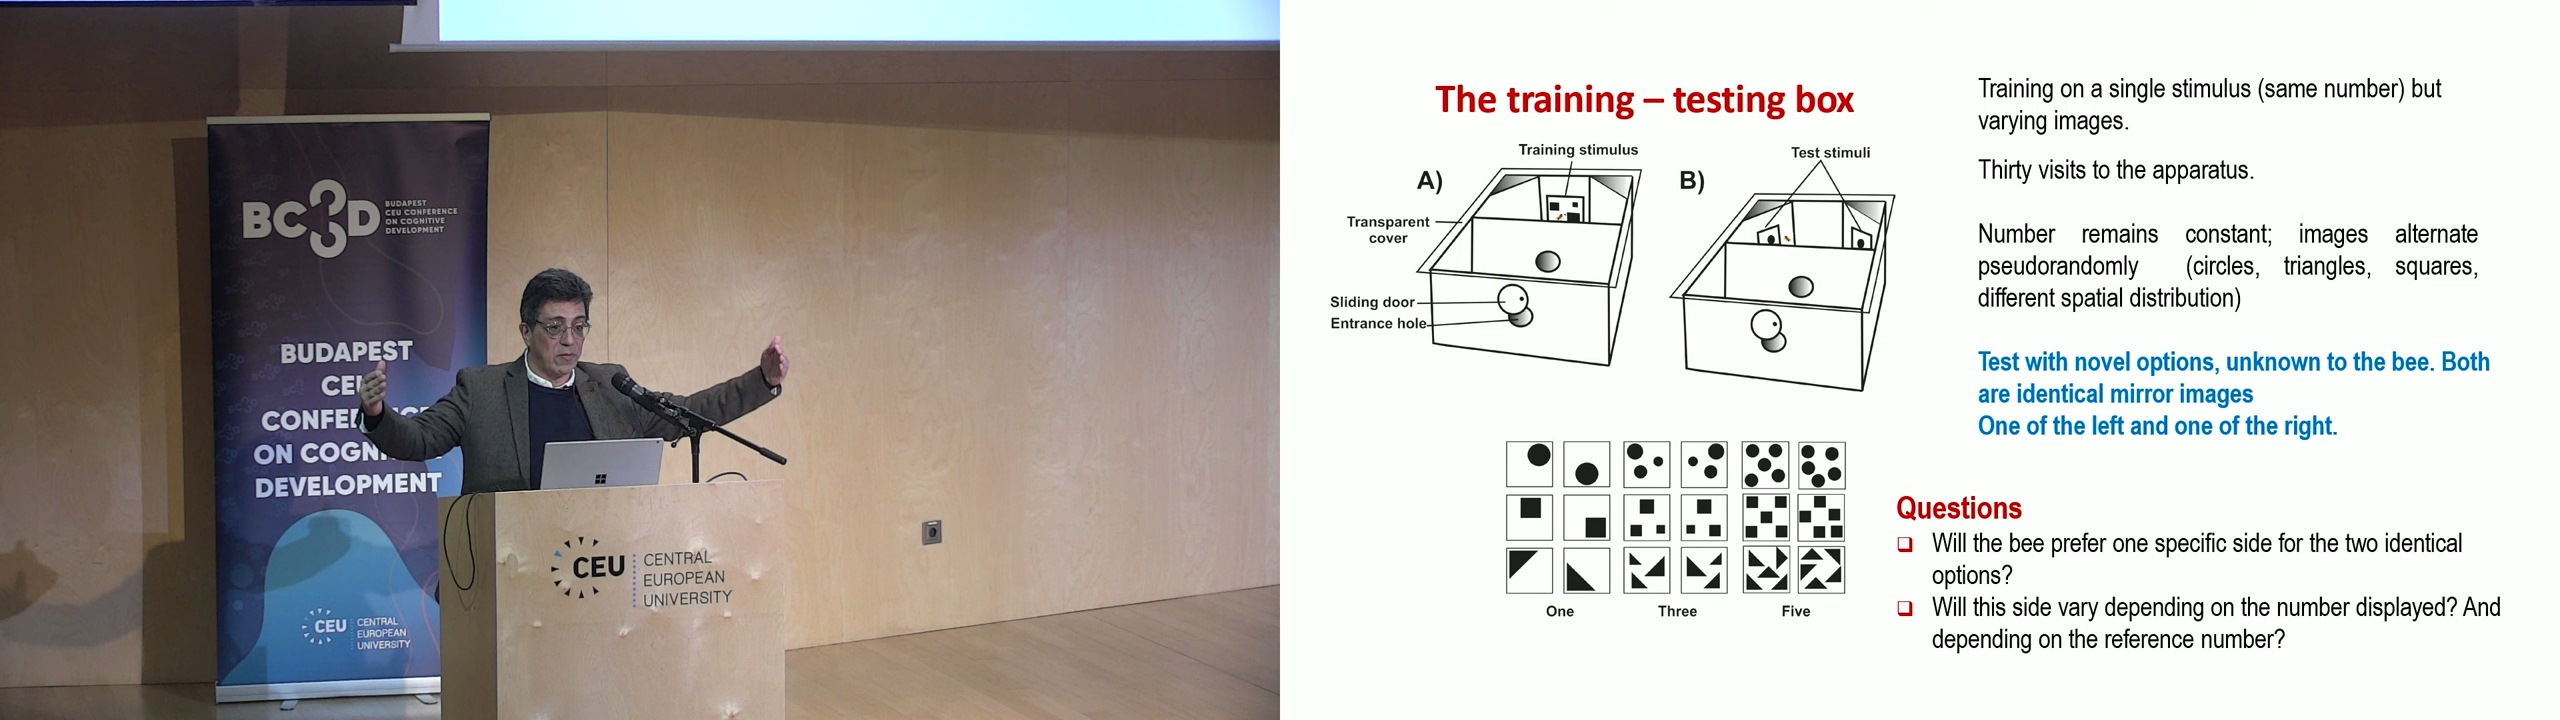 BC3D
BUDAPEST
CEU CONFERENCE
ON COGNITIVE
DEVELOPMENT
BUDAPEST
ON
DEVELOPMENT
CEU
CENTRAL
EUROPEAN
UNIVERSITY
CEU
CENTRAL
EUROPEAN
UNIVERSITY
The training – testing box
A)
Training stimulus
Transparent
cover
Sliding door
Entrance hole
B)
Test stimuli
One
Three
Five
Training on a single stimulus (same number) but
varying images.
Thirty visits to the apparatus.
Number remains constant; images alternate
pseudorandomly (circles, triangles, squares,
different spatial distribution)
Test with novel options, unknown to the bee. Both
are identical mirror images
One of the left and one of the right.
Questions
❑ Will the bee prefer one specific side for the two identical
options?
❑ Will this side vary depending on the number displayed? And
depending on the reference number?